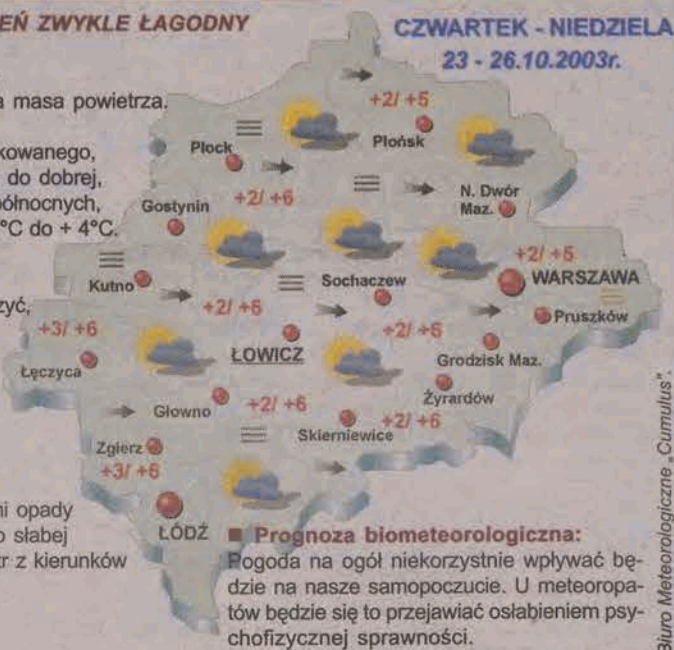 EŃ ZWYKLE ŁAGODNY
CZWARTEK - NIEDZIELA
23 - 26.10.2003r.
a masa powietrza.
kowanego,
do dobrej,
północnych,
°C do + 4°C.
zyć,
ni opady
o słabej
tr z kierunków
+2/ +5
Płońsk
Płock
N. Dwór
Maz.
+2/ +6
Gostynin
+2/ +5
WARSZAWA
Kutno
Sochaczew
Pruszków
+3/ +6
+2/ +6
+2/ +6
Łęczyca
ŁOWICZ
Grodzisk Maz.
Żyrardów
Głowno
+2/ +6
+2/ +6
Skierniewice
Zgierz
+3/ +6
ŁÓDŹ
■ Prognoza biometeorologiczna:
Pogoda na ogół niekorzystnie wpływać bę-
dzie na nasze samopoczucie. U meteoropa-
tów będzie się to przejawiać osłabieniem psy-
chofizycznej sprawności.
Biuro Meteorologiczne „Cumulus".